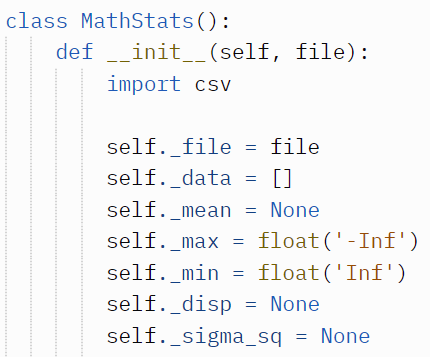 class MathStats():
    def __init__(self, file):
        import csv

        self._file = file
        self._data = []
        self._mean = None
        self._max = float('-Inf')
        self._min = float('Inf')
        self._disp = None
        self._sigma_sq = None